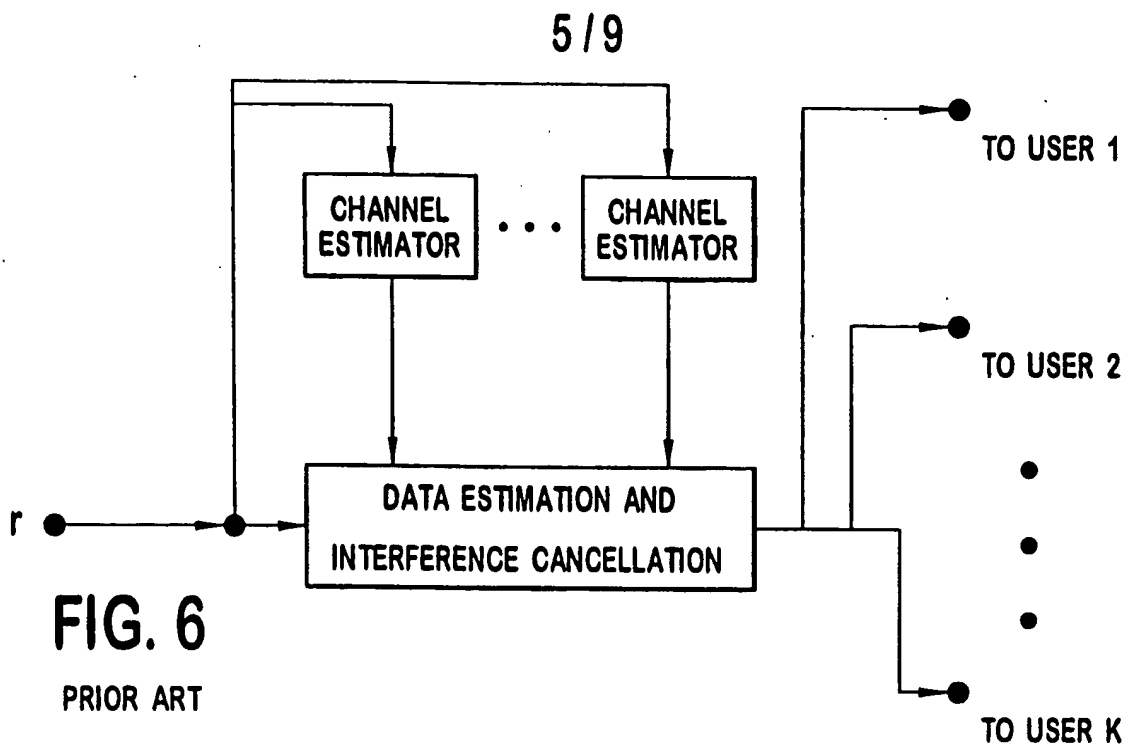 5 / 9
TO USER 1
CHANNEL
ESTIMATOR
CHANNEL
ESTIMATOR
TO USER 2
DATA ESTIMATION AND
INTERFERENCE CANCELLATION
r
FIG. 6
PRIOR ART
TO USER K